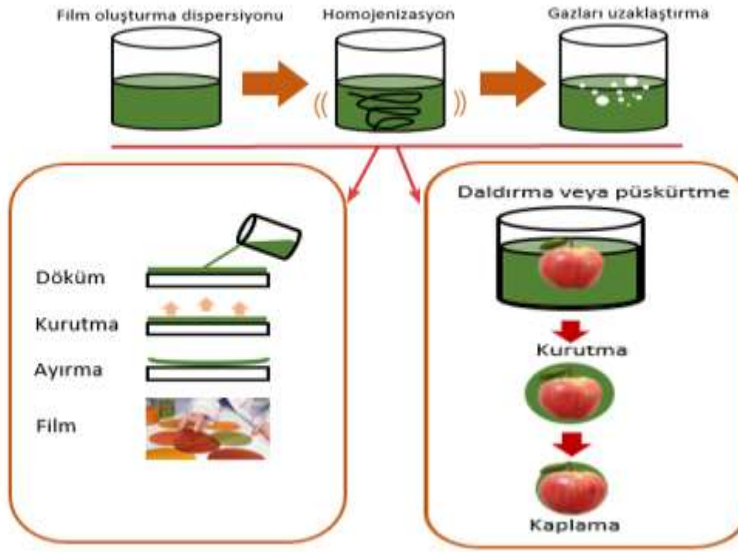 Film oluşturma dispersiyonu
Homojenizasyon
Gazları uzaklaştırma
Döküm
Kurutma
Ayırma
Film
Daldırma veya püskürtme
Kurutma
Kaplama